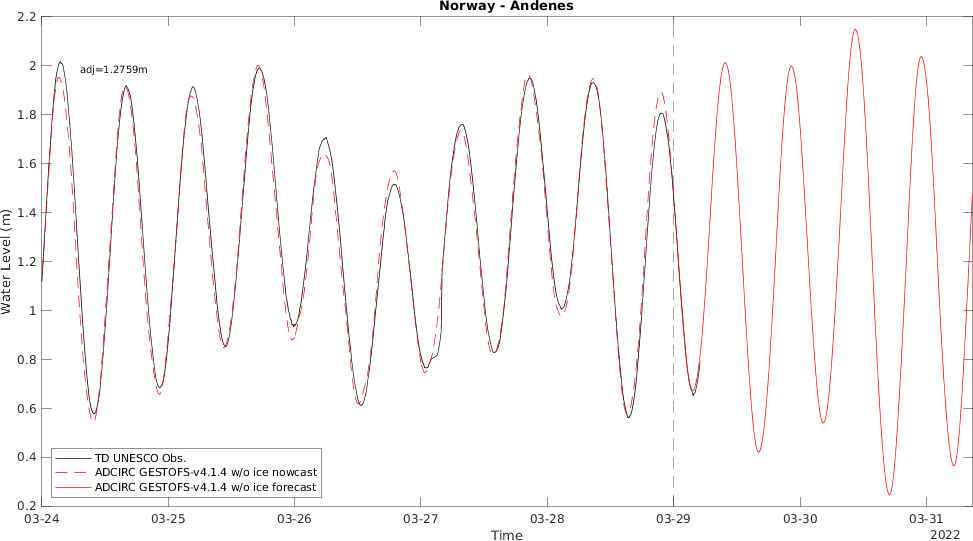 Norway - Andenes
2.2
2
1.8
1.6
1.4
1.2
1
0.8
0.6
0.4
0.2
Water Level (m)
adj=1.2759m
TD UNESCO Obs.
ADCIRC GESTOFS-v4.1.4 w/o ice nowcast
ADCIRC GESTOFS-v4.1.4 w/o ice forecast
03-24 03-25 03-26 03-27 03-28 03-29 03-30 03-31
Time
2022